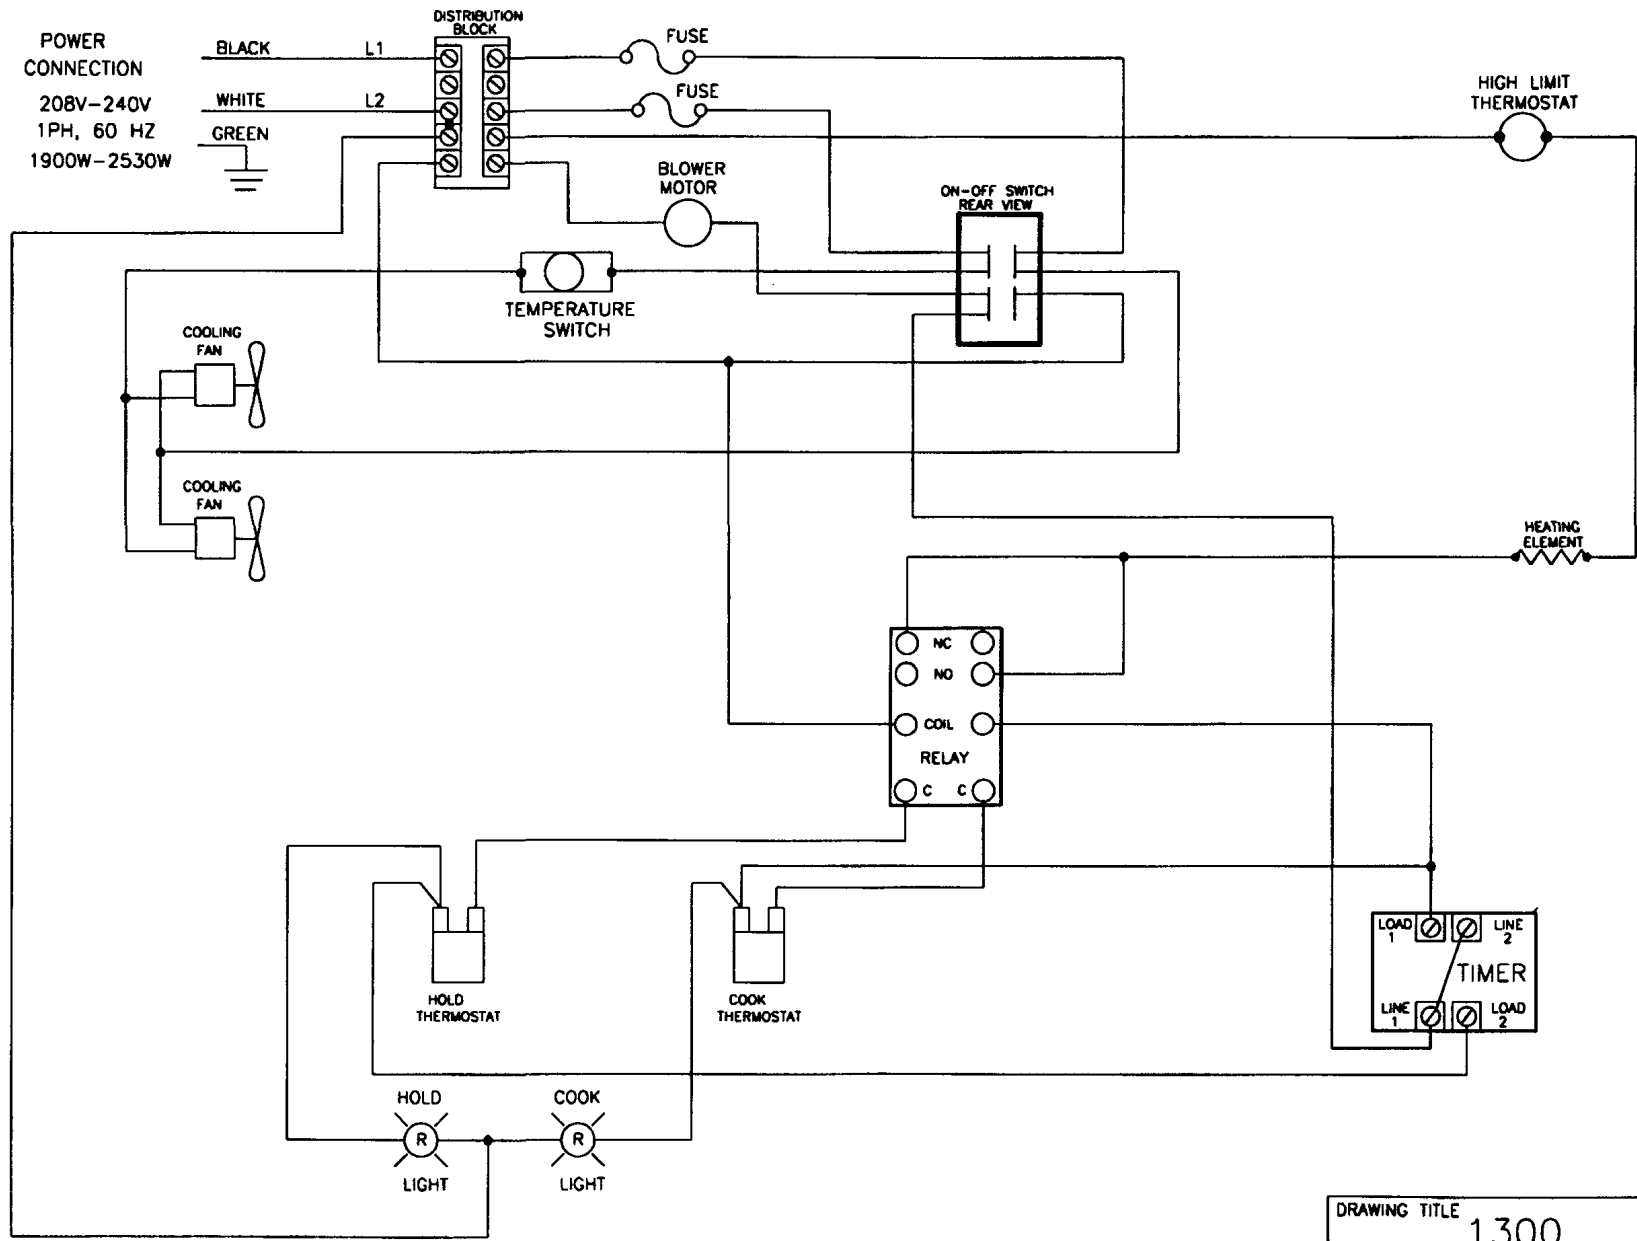 POWER
CONNECTION
208V-240V
1PH, 60 HZ
1900W-2530W
BLACK
L1
WHITE
L2
GREEN
DISTRIBUTION
BLOCK
FUSE
FUSE
BLOWER
MOTOR
ON-OFF SWITCH
REAR VIEW
HIGH LIMIT
THERMOSTAT
TEMPERATURE
SWITCH
COOLING
FAN
COOLING
FAN
HEATING
ELEMENT
NC
NO
COIL
RELAY
C C
HOLD
THERMOSTAT
COOK
THERMOSTAT
LOAD
1
LINE
2
TIMER
LINE
1
LOAD
2
HOLD
R
LIGHT
COOK
R
LIGHT
DRAWING TITLE
1300